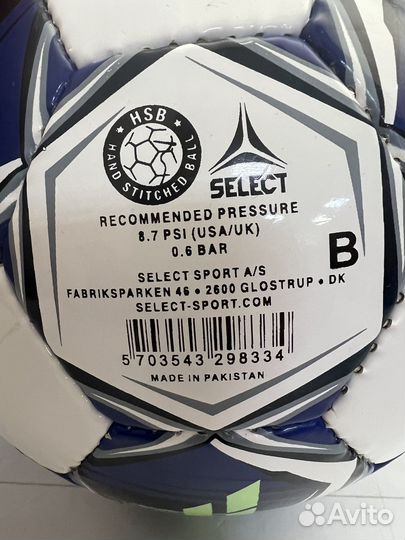 HSB
HAND STITCHED BALL
SELECT
RECOMMENDED PRESSURE
8.7 PSI (USA/UK)
0.6 BAR
B
SELECT SPORT A/S
FABRIKSPARKEN 46 • 2600 GLOSTRUP • DK
SELECT-SPORT.COM
5 703543 298334
MADE IN PAKISTAN
Avito